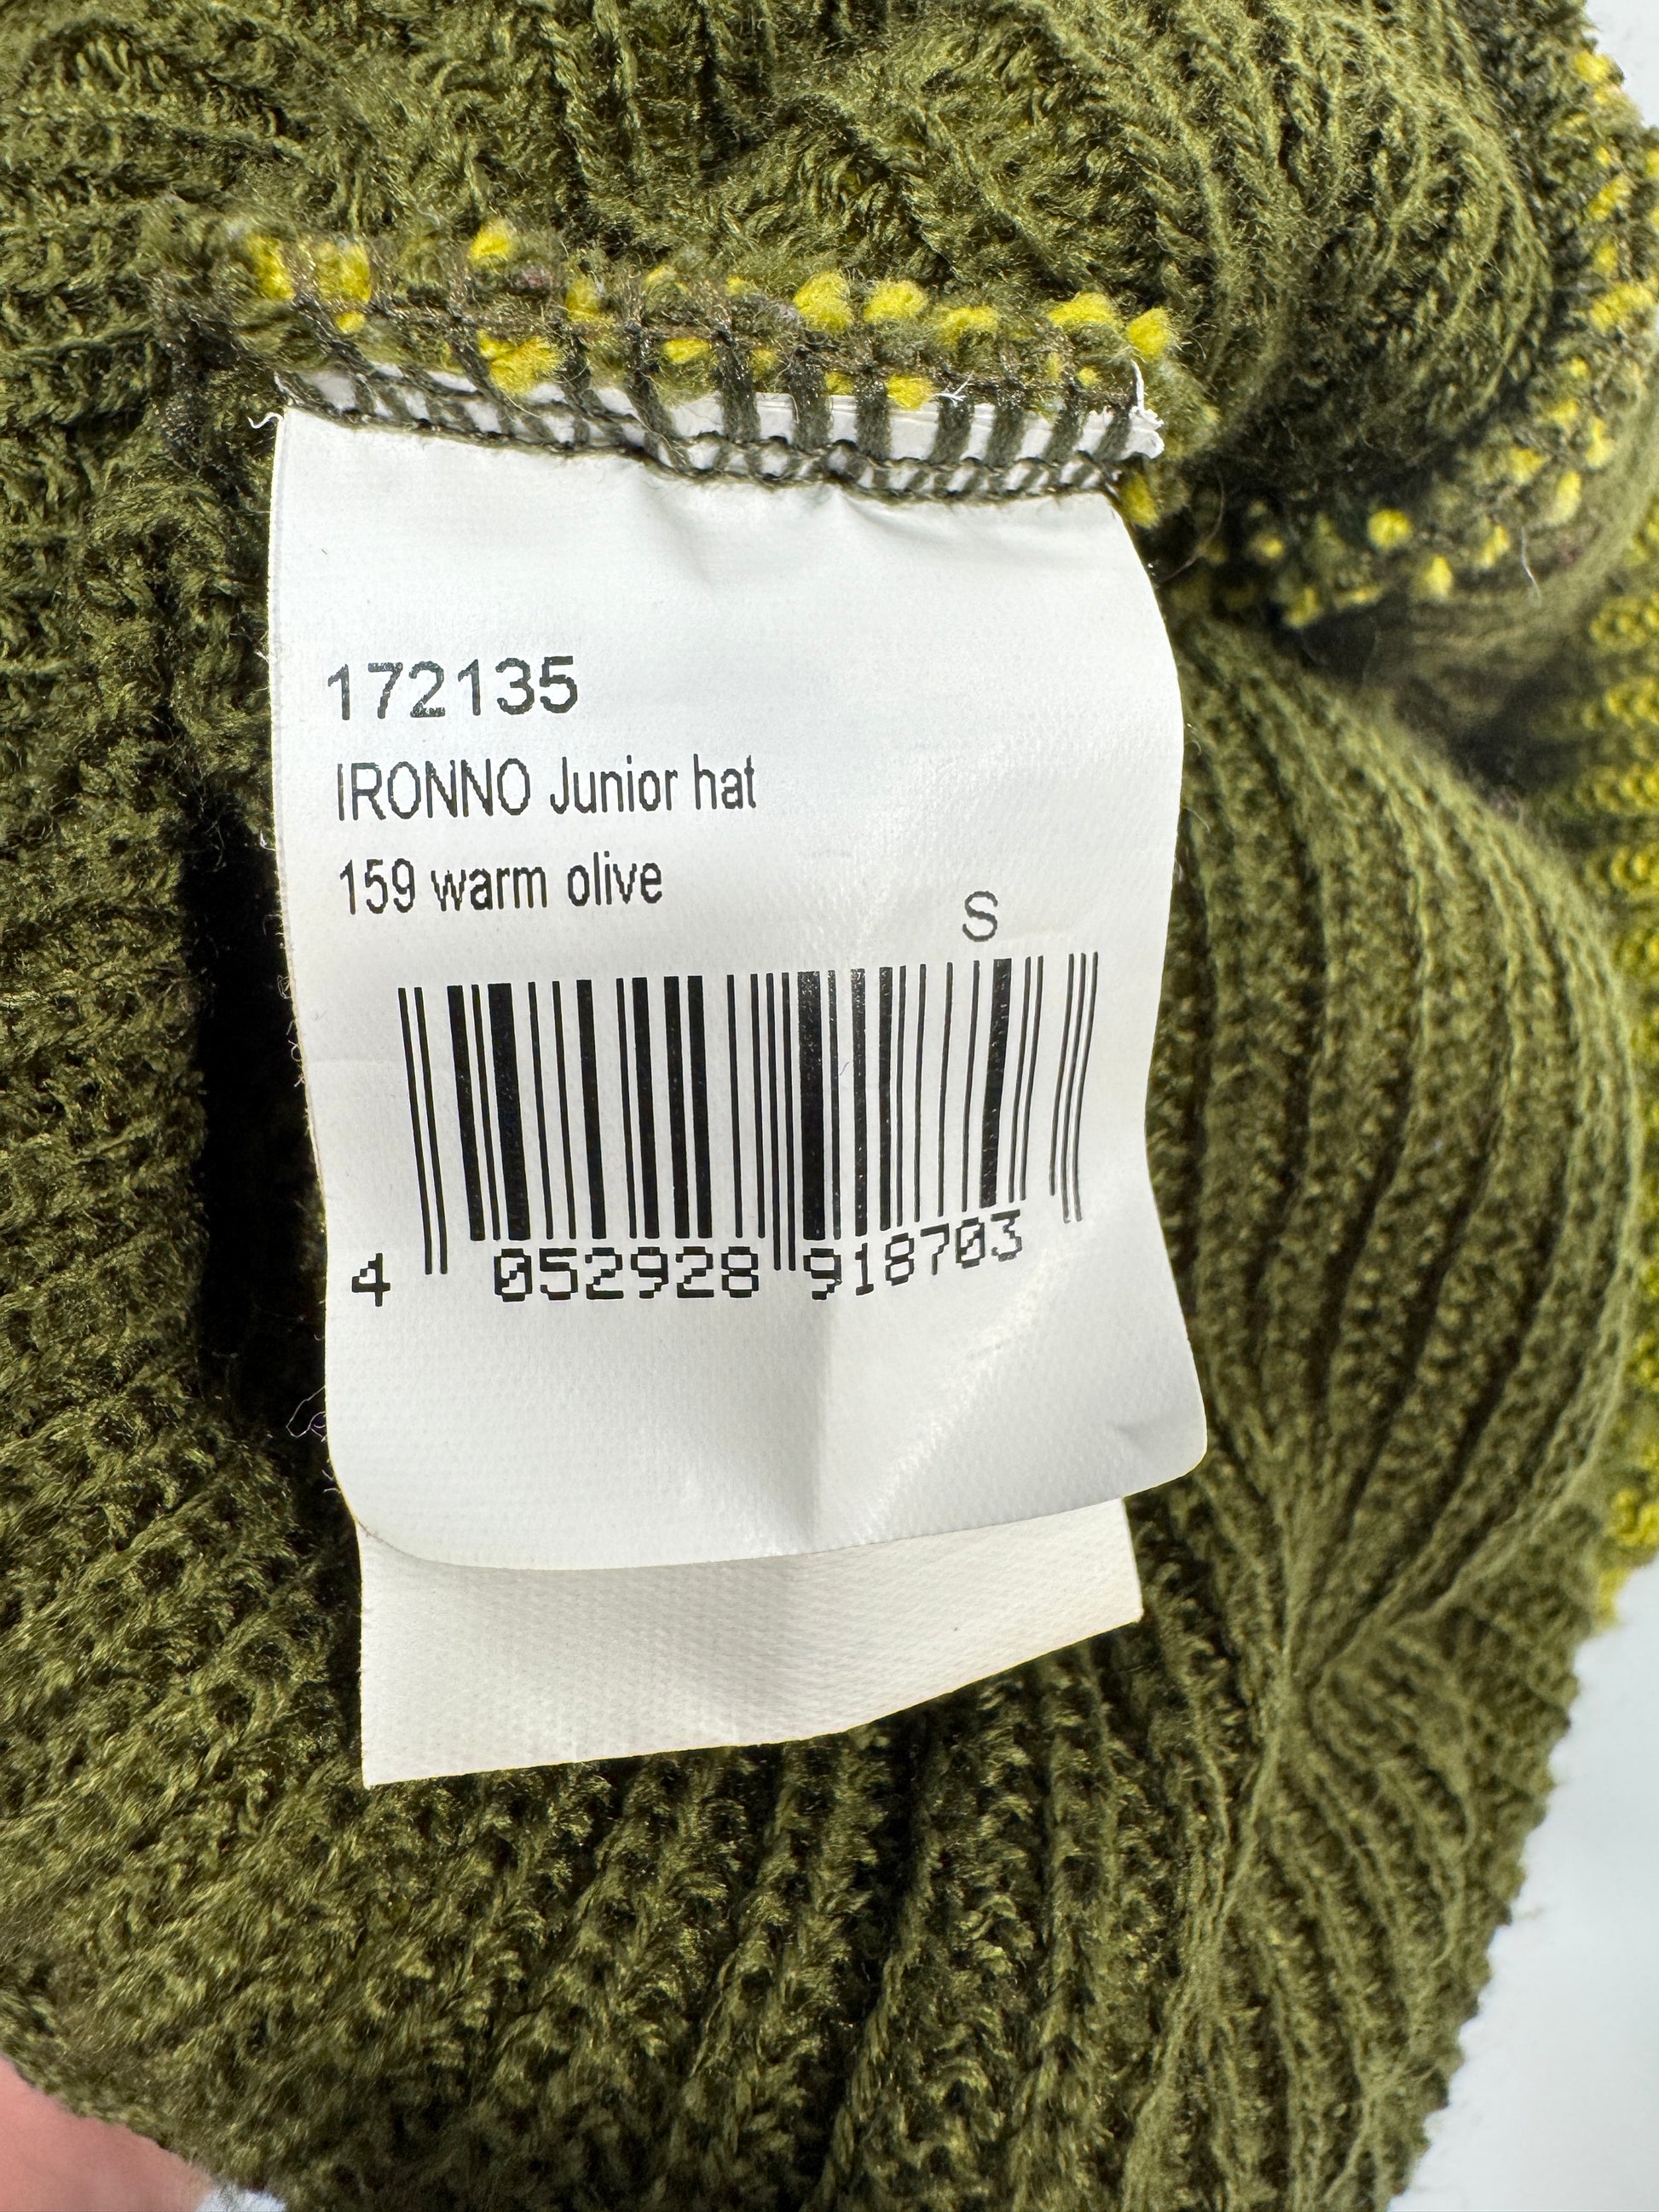 172135
IRONNO Junior hat
159 warm olive
S
4 052928 918703